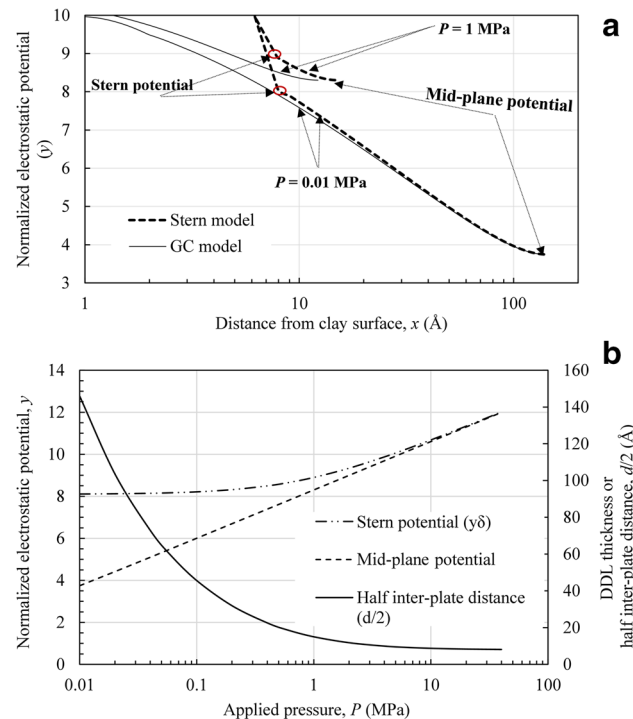 a
10
9
8
7
6
5
4
3
Normalized electrostatic potential
(y)
P = 1 MPa
Stern potential
Mid-plane potential
P = 0.01 MPa
Stern model
GC model
1
10
100
Distance from clay surface, x (Å)
b
14
12
10
8
6
4
2
0
Normalized electrostatic potential, y
160
140
120
100
80
60
40
20
0
DDL thickness or
half inter-plate distance, d/2 (Å)
Stern potential (yδ)
Mid-plane potential
Half inter-plate distance
(d/2)
0.01
0.1
1
10
100
Applied pressure, P (MPa)